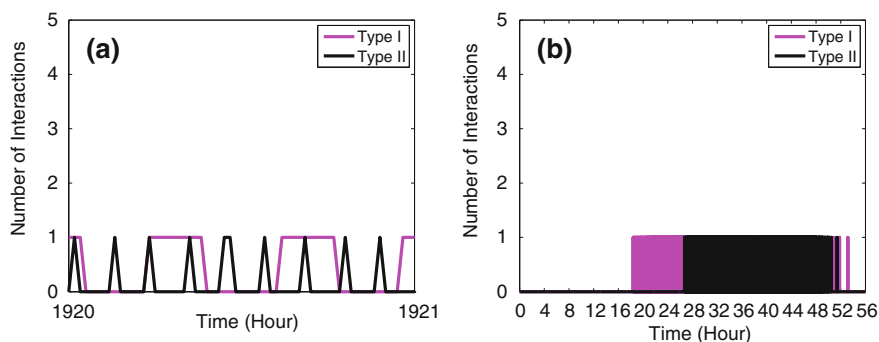 (a)
Type I
Type II
Number of Interactions
5
4
3
2
1
0
1920
1921
Time (Hour)
(b)
Type I
Type II
Number of Interactions
5
4
3
2
1
0
0 4 8 12 16 20 24 28 32 36 40 44 48 52 56
Time (Hour)